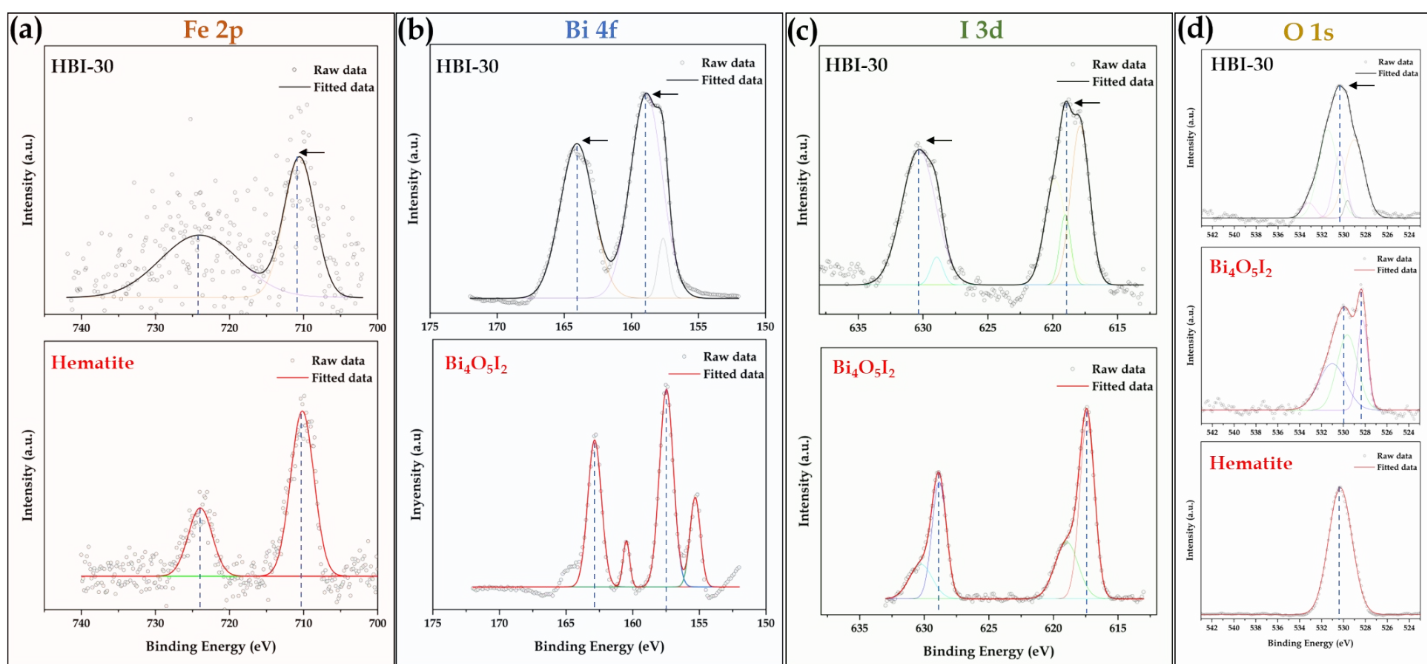 (a) Fe 2p
HBI-30
Raw data
Fitted data
Intensity (a.u.)
740 730 720 710 700
Hematite
Raw data
Fitted data
Intensity (a.u.)
740 730 720 710 700
Binding Energy (eV)
(b) Bi 4f
HBI-30
Raw data
Fitted data
Intensity (a.u.)
175 170 165 160 155 150
Bi₄O₅I₂
Raw data
Fitted data
Inyensity (a.u)
175 170 165 160 155 150
Binding Energy (eV)
(c) I 3d
HBI-30
Raw data
Fitted data
Intensity (a.u.)
635 630 625 620 615
Bi₄O₅I₂
Raw data
Fitted data
Intensity (a.u.)
635 630 625 620 615
Binding Energy (eV)
(d) O 1s
HBI-30
Raw data
Fitted data
Intensity (a.u.)
542 540 538 536 534 532 530 528 526 524
Bi₄O₅I₂
Raw data
Fitted data
Intensity (a.u.)
542 540 538 536 534 532 530 528 526 524
Hematite
Raw data
Fitted data
Intensity (a.u.)
542 540 538 536 534 532 530 528 526 524
Binding Energy (eV)